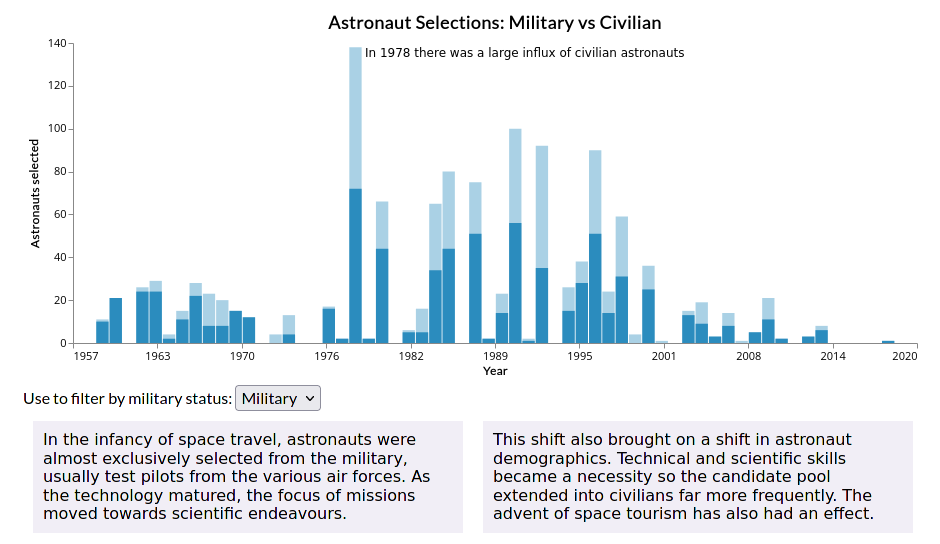 Astronaut Selections: Military vs Civilian
140
In 1978 there was a large influx of civilian astronauts
120
100
80
60
40
20
0
Astronauts selected
1957 1963 1970 1976 1982 1989 1995 2001 2008 2014 2020
Year
Use to filter by military status: Military
In the infancy of space travel, astronauts were
almost exclusively selected from the military,
usually test pilots from the various air forces. As
the technology matured, the focus of missions
moved towards scientific endeavours.
This shift also brought on a shift in astronaut
demographics. Technical and scientific skills
became a necessity so the candidate pool
extended into civilians far more frequently. The
advent of space tourism has also had an effect.